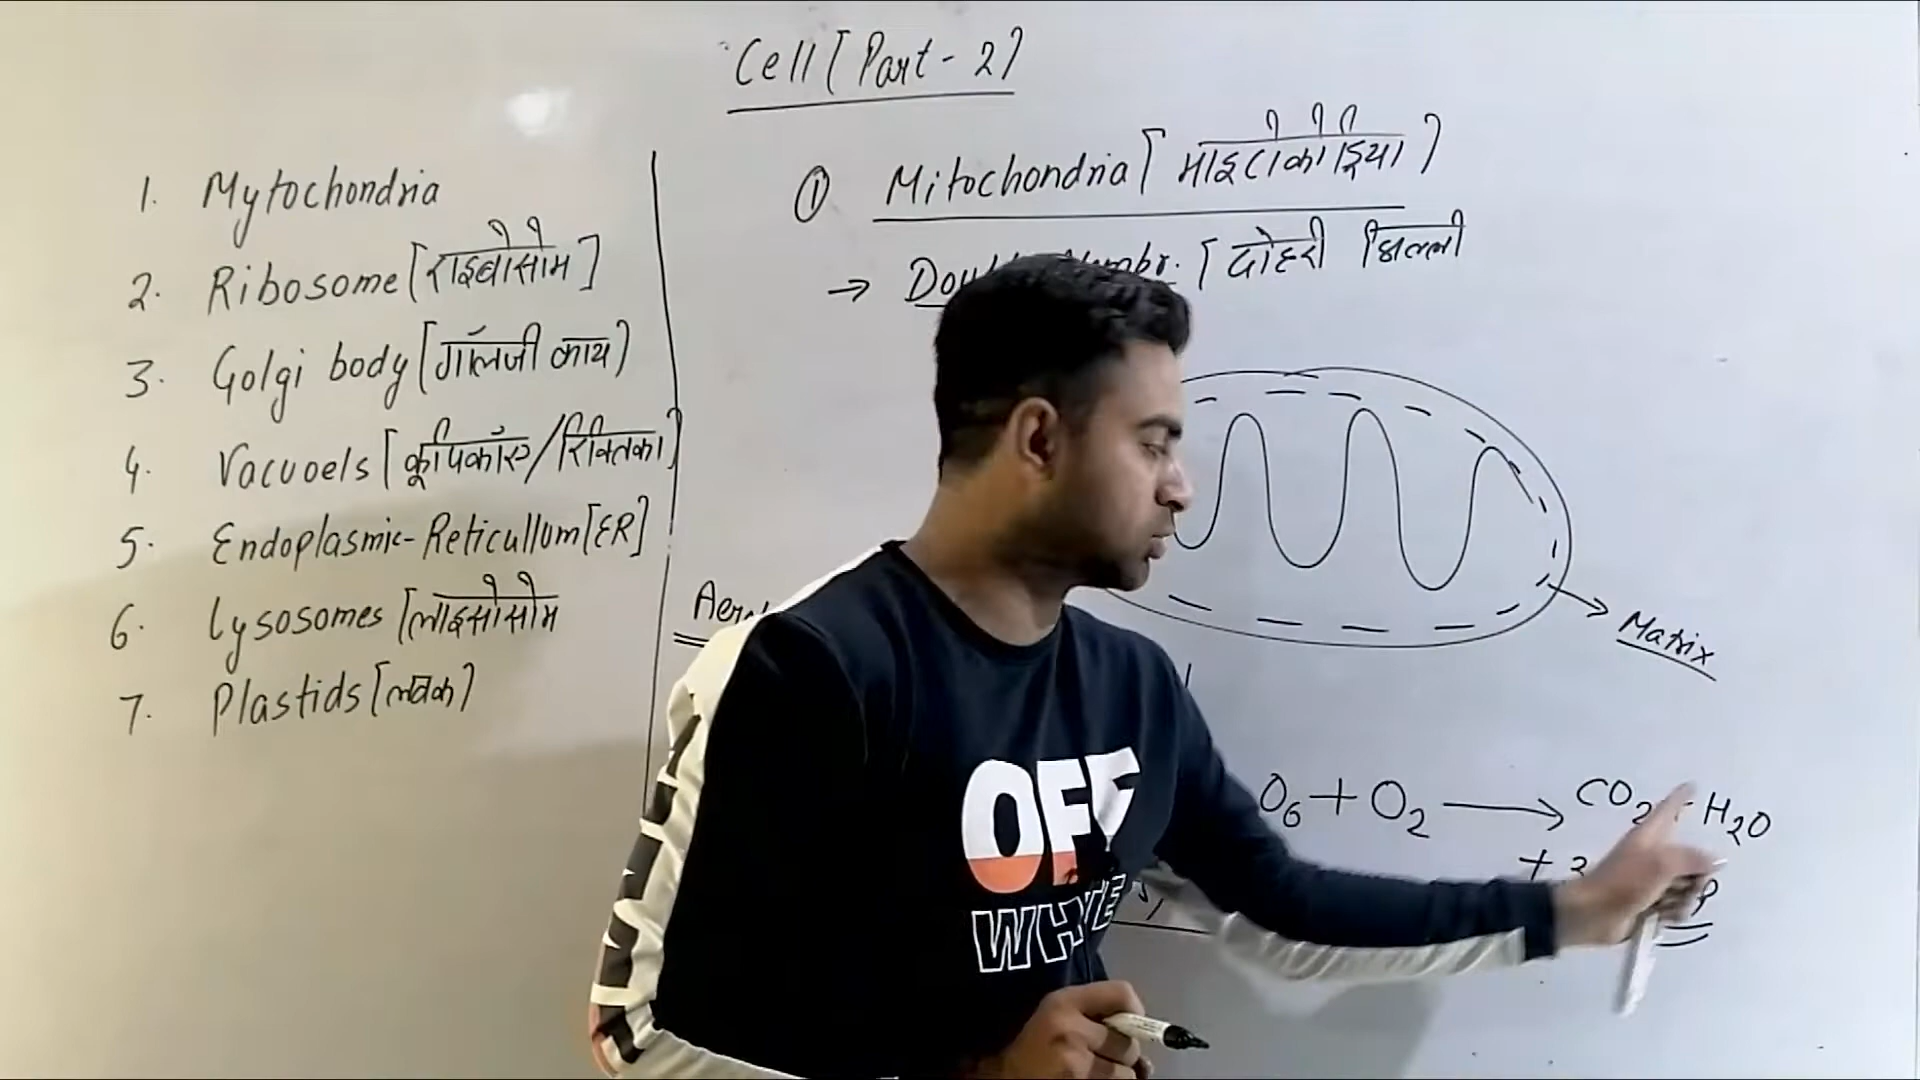 Cell [Part-2]
1. Mytochondria
2. Ribosome [राइबोसोम]
3. Golgi body [गॉलजी काय)
4. Vacuoels [ /रिक्तिका]
5. Endoplasmic-Reticullum [ER]
6. Lysosomes [लाइसोसोम
7. Plastids [लवक)
① Mitochondria [ ]
→ [दोहरी झिल्ली
Matrix
O6 + O2 → CO2 + H2O
+ 3
OFF
WHITE